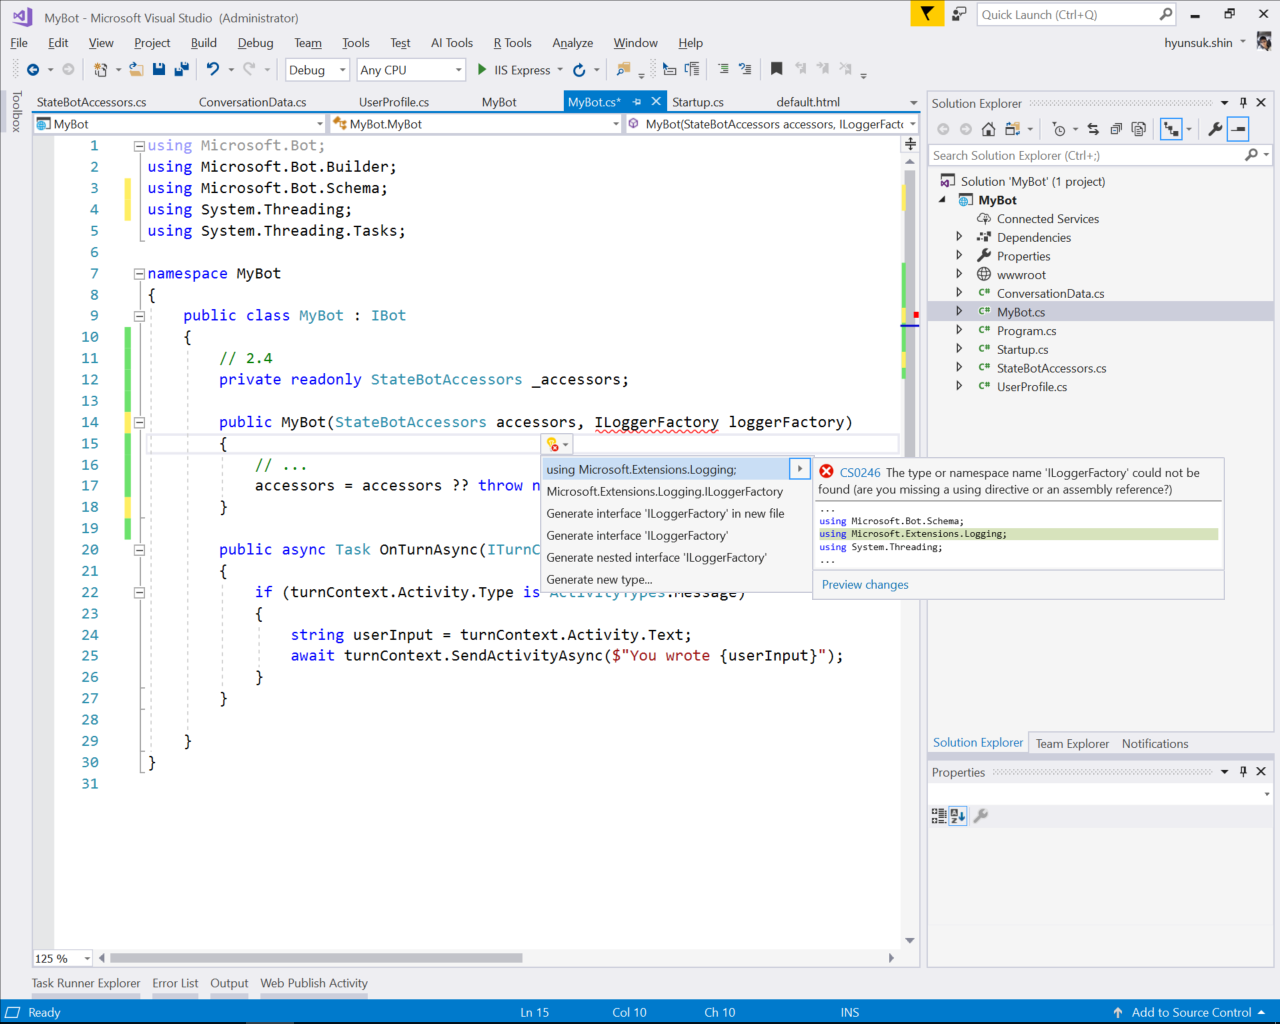 MyBot - Microsoft Visual Studio (Administrator)
Quick Launch (Ctrl+Q)
File Edit View Project Build Debug Team Tools Test AI Tools R Tools Analyze Window Help
hyunsuk.shin
Debug Any CPU IIS Express
Toolbox
StateBotAccessors.cs ConversationData.cs UserProfile.cs MyBot MyBot.cs* Startup.cs default.html
MyBot MyBot.MyBot MyBot(StateBotAccessors accessors, ILoggerFact
1 using Microsoft.Bot;
2 using Microsoft.Bot.Builder;
3 using Microsoft.Bot.Schema;
4 using System.Threading;
5 using System.Threading.Tasks;
6
7 namespace MyBot
8 {
9 public class MyBot : IBot
10 {
11 // 2.4
12 private readonly StateBotAccessors _accessors;
13
14 public MyBot(StateBotAccessors accessors, ILoggerFactory loggerFactory)
15 {
16 // ...
17 accessors = accessors ?? throw n
18 }
19
20 public async Task OnTurnAsync(ITurnC
21 {
22 if (turnContext.Activity.Type is ActivityTypes.Message)
23 {
24 string userInput = turnContext.Activity.Text;
25 await turnContext.SendActivityAsync($"You wrote {userInput}");
26 }
27 }
28
29 }
30 }
31
using Microsoft.Extensions.Logging;
Microsoft.Extensions.Logging.ILoggerFactory
Generate interface 'ILoggerFactory' in new file
Generate interface 'ILoggerFactory'
Generate nested interface 'ILoggerFactory'
Generate new type...
CS0246 The type or namespace name 'ILoggerFactory' could not be
found (are you missing a using directive or an assembly reference?)
...
using Microsoft.Bot.Schema;
using Microsoft.Extensions.Logging;
using System.Threading;
...
Preview changes
Solution Explorer
Search Solution Explorer (Ctrl+;)
Solution 'MyBot' (1 project)
MyBot
Connected Services
Dependencies
Properties
wwwroot
C# ConversationData.cs
C# MyBot.cs
C# Program.cs
C# Startup.cs
C# StateBotAccessors.cs
C# UserProfile.cs
Solution Explorer Team Explorer Notifications
Properties
125 %
Task Runner Explorer Error List Output Web Publish Activity
Ready Ln 15 Col 10 Ch 10 INS Add to Source Control